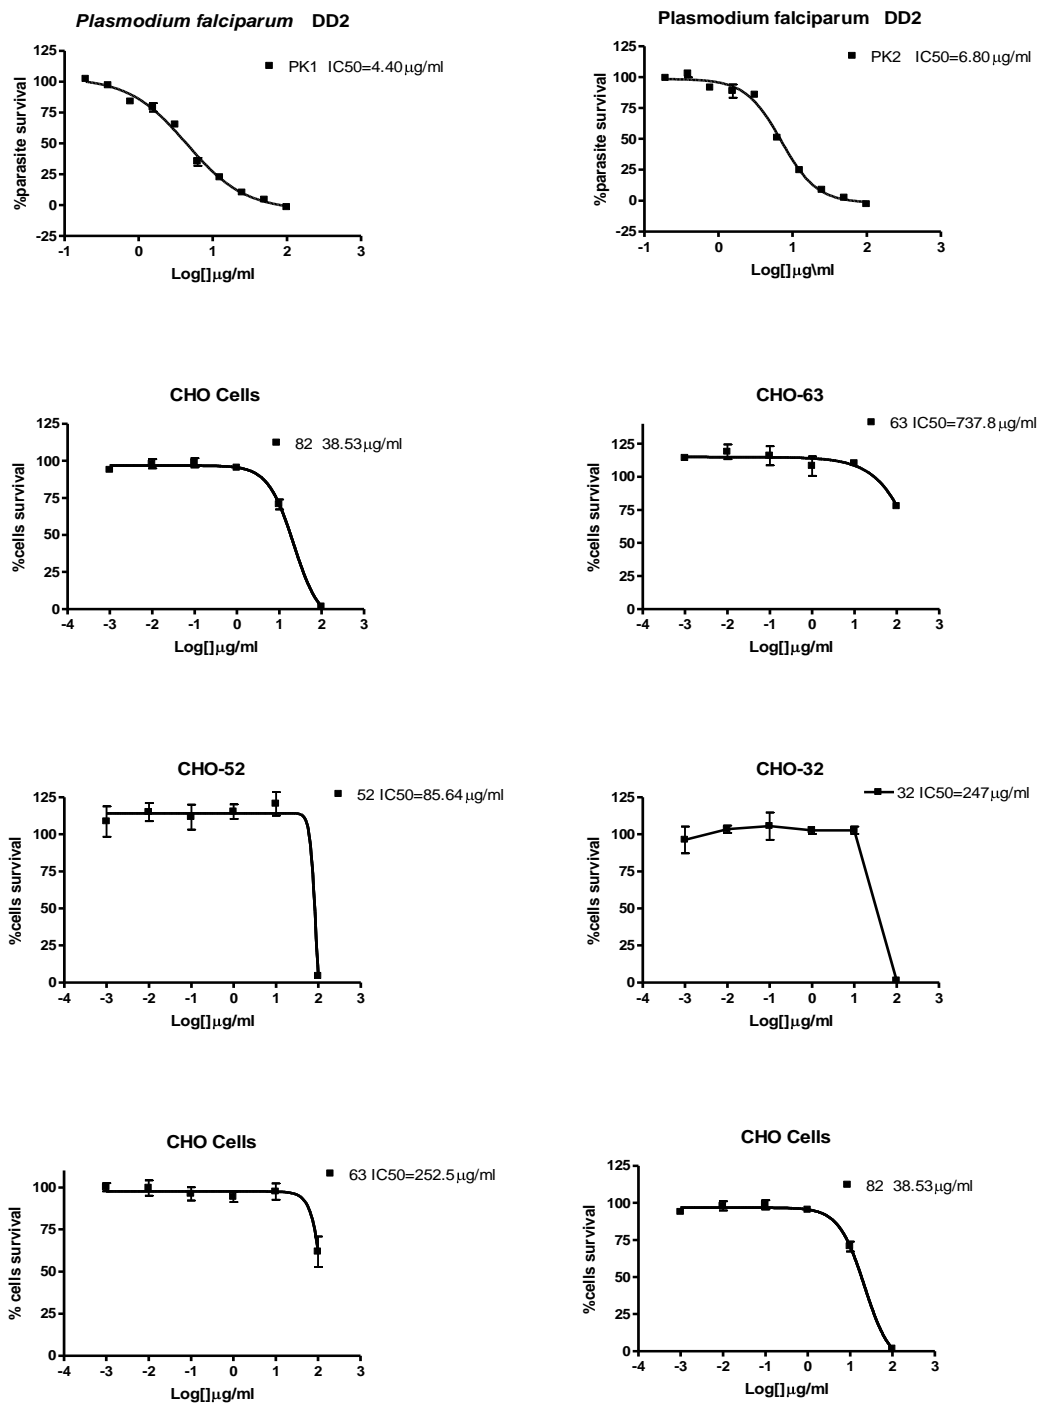 Plasmodium falciparum DD2
PK1 IC50=4.40μg/ml
125
100
75
50
25
0
-25
%parasite survival
-1 0 1 2 3
Log[]μg/ml
Plasmodium falciparum DD2
PK2 IC50=6.80μg/ml
125
100
75
50
25
0
-25
%parasite survival
-1 0 1 2 3
Log[]μg\ml
CHO Cells
82 38.53μg/ml
125
100
75
50
25
0
%cells survival
-4 -3 -2 -1 0 1 2 3
Log[]μg/ml
CHO-63
63 IC50=737.8μg/ml
125
100
75
50
25
0
%cells survival
-4 -3 -2 -1 0 1 2 3
Log[]μg/ml
CHO-52
52 IC50=85.64μg/ml
125
100
75
50
25
0
%cells survival
-4 -3 -2 -1 0 1 2 3
Log[]μg/ml
CHO-32
32 IC50=247μg/ml
125
100
75
50
25
0
%cells survival
-4 -3 -2 -1 0 1 2 3
Log[]μg/ml
CHO Cells
63 IC50=252.5μg/ml
100
75
50
25
0
% cells survival
-4 -3 -2 -1 0 1 2 3
Log[]μg/ml
CHO Cells
82 38.53μg/ml
125
100
75
50
25
0
%cells survival
-4 -3 -2 -1 0 1 2 3
Log[]μg/ml